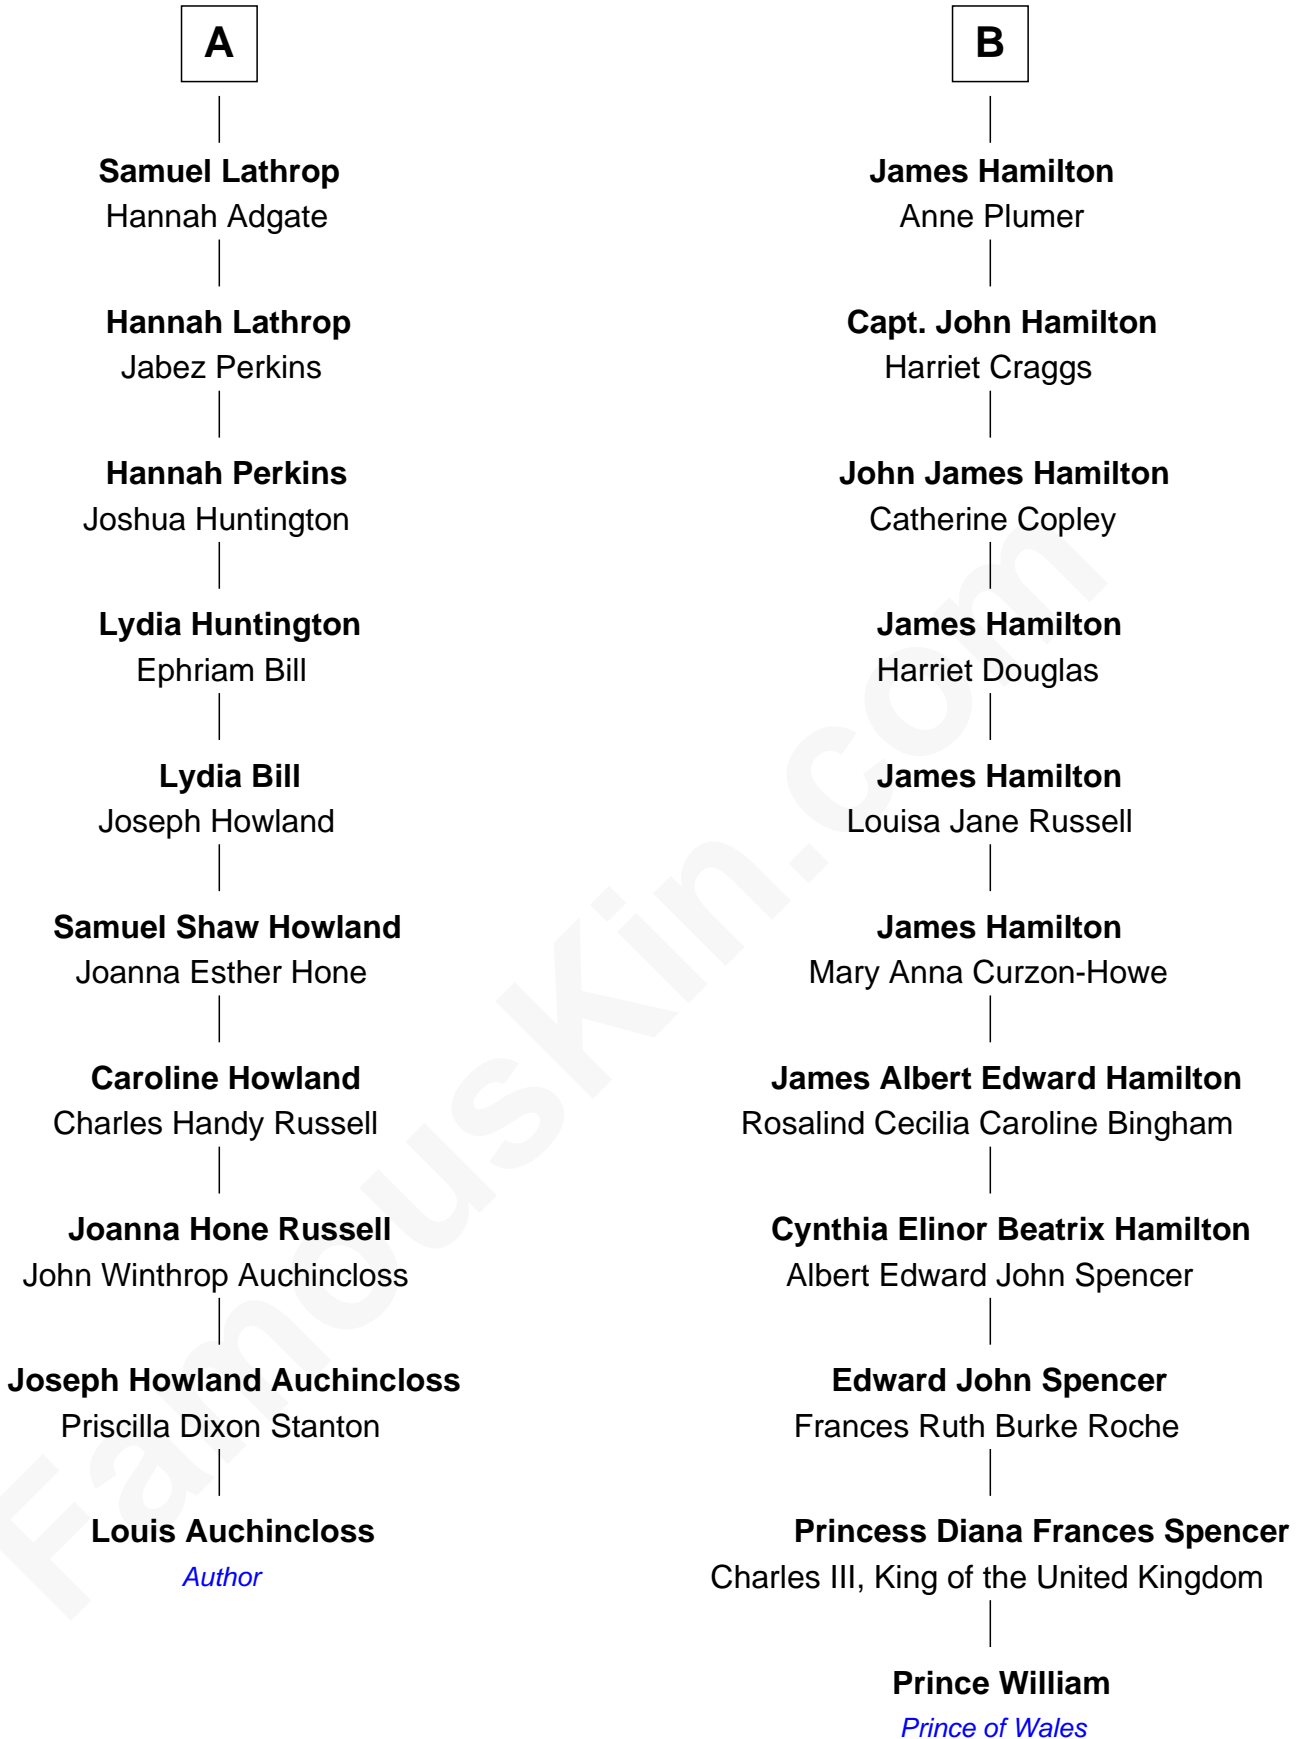 A
Samuel Lathrop
Hannah Adgate
Hannah Lathrop
Jabez Perkins
Hannah Perkins
Joshua Huntington
Lydia Huntington
Ephriam Bill
Lydia Bill
Joseph Howland
Samuel Shaw Howland
Joanna Esther Hone
Caroline Howland
Charles Handy Russell
Joanna Hone Russell
John Winthrop Auchincloss
Joseph Howland Auchincloss
Priscilla Dixon Stanton
Louis Auchincloss
Author
B
James Hamilton
Anne Plumer
Capt. John Hamilton
Harriet Craggs
John James Hamilton
Catherine Copley
James Hamilton
Harriet Douglas
James Hamilton
Louisa Jane Russell
James Hamilton
Mary Anna Curzon-Howe
James Albert Edward Hamilton
Rosalind Cecilia Caroline Bingham
Cynthia Elinor Beatrix Hamilton
Albert Edward John Spencer
Edward John Spencer
Frances Ruth Burke Roche
Princess Diana Frances Spencer
Charles III, King of the United Kingdom
Prince William
Prince of Wales
FamousKin.com